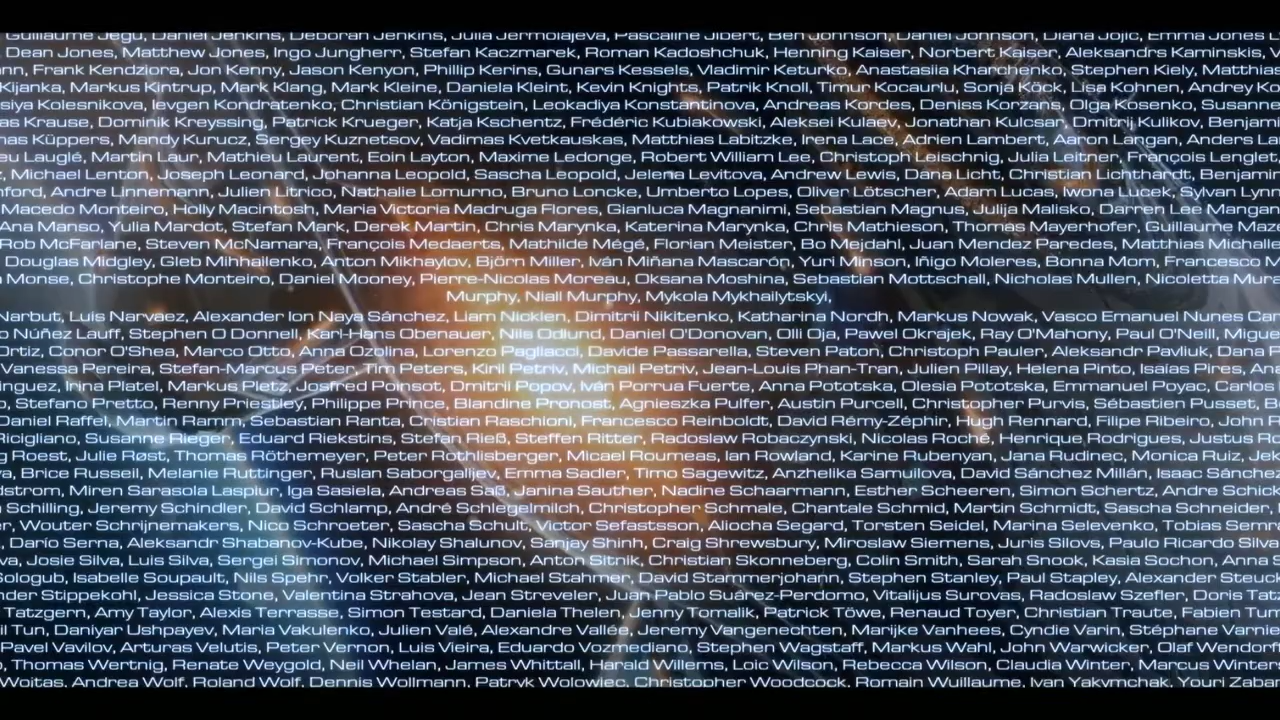 Guillaume Jégu, Daniel Jenkins, Deborah Jenkins, Julia Jermolajeva, Pascaline Jibert, Ben Johnson, Daniel Johnson, Diana Jojic, Emma Jones
Dean Jones, Matthew Jones, Ingo Jungherr, Stefan Kaczmarek, Roman Kadoshchuk, Henning Kaiser, Norbert Kaiser, Aleksandrs Kaminskis,
Frank Kendziora, Jon Kenny, Jason Kenyon, Phillip Kerins, Gunars Kessels, Vladimir Keturko, Anastasiia Kharchenko, Stephen Kiely, Matthias
Kijanka, Markus Kintrup, Mark Klang, Mark Kleine, Daniela Kleint, Kevin Knights, Patrik Knoll, Timur Kocaurlu, Sonja Köck, Lisa Kohnen, Andrey
Kolesnikova, Ievgen Kondratenko, Christian Königstein, Leokadiya Konstantinova, Andreas Kordes, Deniss Korzans, Olga Kosenko, Susanne
Krause, Dominik Kreyssing, Patrick Krueger, Katja Kschentz, Frédéric Kubiakowski, Aleksei Kulaev, Jonathan Kulcsar, Dmitrij Kulikov,
Küppers, Mandy Kurucz, Sergey Kuznetsov, Vadimas Kvetkauskas, Matthias Labitzke, Irina Lace, Adrien Lambert, Aaron Langan, Anders
Lauglé, Martin Laur, Mathieu Laurent, Eoin Layton, Maxime Ledonge, Robert William Lee, Christoph Leischnig, Julia Leitner, François Lenglet
Michael Lenton, Joseph Leonard, Johanna Leopold, Sascha Leopold, Jelena Levitova, Andrew Lewis, Dana Licht, Christian Lichthardt, Benjamin
Andre Linnemann, Julien Litrico, Nathalie Lomurno, Bruno Loncke, Umberto Lopes, Oliver Lötscher, Adam Lucas, Iwona Lucek, Sylvan
Macedo Monteiro, Holly Macintosh, Maria Victoria Madruga Flores, Gianluca Magnanimi, Sebastian Magnus, Julija Malisko, Darren Lee
Ana Manso, Yulia Mardot, Stefan Mark, Derek Martin, Chris Marynka, Katerina Marynka, Chris Mathieson, Thomas Mayerhofer, Guillaume
Rob McFarlane, Steven McNamara, François Medaerts, Mathilde Mégé, Florian Meister, Bo Mejdahl, Juan Mendez Paredes, Matthias
Douglas Midgley, Gleb Mihhailenko, Anton Mikhaylov, Björn Miller, Iván Miñana Mascarón, Yuri Minson, Iñigo Moleres, Bonna Mom, Francesco
Monse, Christophe Monteiro, Daniel Mooney, Pierre-Nicolas Moreau, Oksana Moshina, Sebastian Mottschall, Nicholas Mullen, Nicoletta
Murphy, Niall Murphy, Mykola Mykhailytskyi,
Narbut, Luis Narvaez, Alexander Ion Naya Sánchez, Liam Nicklen, Dimitrii Nikitenko, Katharina Nordh, Markus Nowak, Vasco Emanuel Nunes
Núñez Lauff, Stephen O Donnell, Karl-Hans Obenauer, Nils Odlund, Daniel O'Donovan, Olli Oja, Pavel Okrajek, Ray O'Mahony, Paul O'Neill,
Ortiz, Conor O'Shea, Marco Otto, Anna Ozolina, Lorenzo Pagliacci, Davide Passarella, Steven Paton, Christoph Pauler, Aleksandr Pavliuk, Dana
Vanessa Pereira, Stefan-Marcus Peter, Tim Peters, Kiril Petriv, Michail Petriv, Jean-Louis Phan-Tran, Julien Pillay, Helena Pinto, Isaías Pires,
Irina Platel, Markus Pletz, Josfred Poinsot, Dmitrii Popov, Iván Porrua Fuerte, Anna Pototska, Olesia Pototska, Emmanuel Poyac, Carlos
Stefano Pretto, Renny Priestley, Philippe Prince, Blandine Pronost, Agnieszka Pulfer, Austin Purcell, Christopher Purvis, Sébastien Pusset,
Daniel Raffel, Martin Ramm, Sebastian Ranta, Cristian Raschioni, Francesco Reinboldt, David Rémy-Zéphir, Hugh Rennard, Filipe Ribeiro, John
Ricigliano, Susanne Rieger, Eduard Riekstins, Stefan Rieß, Steffen Ritter, Radoslaw Robaczynski, Nicolas Roché, Henrique Rodrigues, Justus
Roest, Julie Røst, Thomas Röthemeyer, Peter Rothlisberger, Micael Roumeas, Ian Rowland, Karine Rubenyan, Jana Rudinec, Monica Ruiz,
Brice Russeil, Melanie Ruttinger, Ruslan Saborgaliyev, Emma Sadler, Timo Sagewitz, Anzhelika Samuilova, David Sánchez Milán, Isaac Sánchez
Miren Sarasola Laspiur, Iga Sasiela, Andreas Saß, Janina Sauther, Nadine Schaarmann, Esther Scheeren, Simon Schertz, Andre
Schilling, Jeremy Schindler, David Schlamp, André Schlegelmilch, Christopher Schmale, Chantale Schmid, Martin Schmidt, Sascha Schneider,
Wouter Schrijnemakers, Nico Schroeter, Sascha Schult, Victor Sefastsson, Aliocha Segard, Torsten Seidel, Marina Selevenko, Tobias
Darío Serna, Aleksandr Shabanov-Kube, Nikolay Shalunov, Sanjay Shinh, Craig Shrewsbury, Miroslaw Siemens, Juris Silovs, Paulo Ricardo Silva
Josie Silva, Luis Silva, Sergei Simonov, Michael Simpson, Anton Sitnik, Christian Skonneberg, Colin Smith, Sarah Snook, Kasia Sochon, Anna
Sologub, Isabelle Soupault, Nils Spehr, Volker Stabler, Michael Stahmer, David Stammerjohann, Stephen Stanley, Paul Stapley, Alexander
Stippekohl, Jessica Stone, Valentina Strahova, Jean Streveler, Juan Pablo Suárez-Perdomo, Vitalijus Surovas, Radoslaw Szefler, Doris
Tatzgern, Amy Taylor, Alexis Terrasse, Simon Testard, Daniela Thelen, Jenny Tomalik, Patrick Töwe, Renaud Toyer, Christian Traute, Fabien
Tun, Daniyar Ushpayev, Maria Vakulenko, Julien Valé, Alexandre Vallée, Jeremy Vangenechten, Marijke Vanhees, Cyndie Varin, Stéphane
Pavel Vavilov, Arturas Velutis, Peter Vernon, Luis Vieira, Eduardo Vozmediano, Stephen Wagstaff, Markus Wahl, John Warwicker, Olaf
Thomas Wertnig, Renate Weygold, Neil Whelan, James Whittall, Harald Willems, Loic Wilson, Rebecca Wilson, Claudia Winter, Marcus
Wojtas, Andrea Wolf, Roland Wolf, Dennis Wollmann, Patryk Wolowiec, Christopher Woodcock, Romain Wuillaume, Ivan Yakymchak, Youri